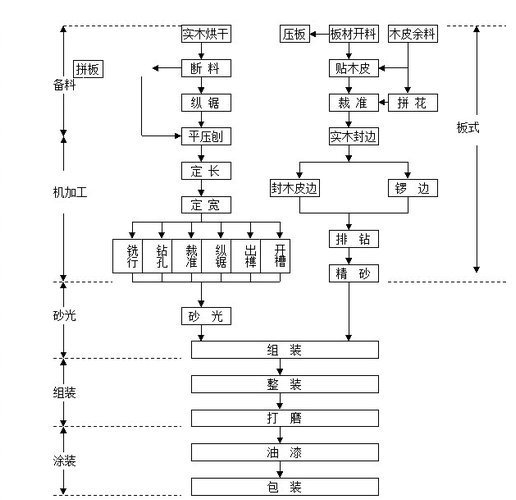 实木烘干
压板
板材开料
木皮余料
拼板
断 料
贴木皮
备料
纵 锯
裁 准
拼 花
板式
平压刨
实木封边
定 长
机加工
封木皮边
锣 边
定 宽
排 钻
铣行
钻孔
裁准
纵锯
出榫
开槽
精 砂
砂光
砂 光
组 装
整 装
组装
打 磨
油 漆
涂装
包 装